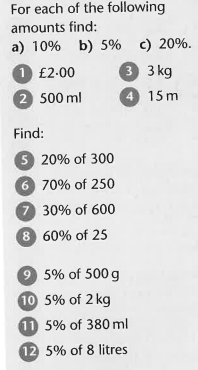 For each of the following
amounts find:
a) 10% b) 5% c) 20%.
1 £2·00 3 3 kg
2 500 ml 4 15 m
Find:
5 20% of 300
6 70% of 250
7 30% of 600
8 60% of 25
9 5% of 500 g
10 5% of 2 kg
11 5% of 380 ml
12 5% of 8 litres